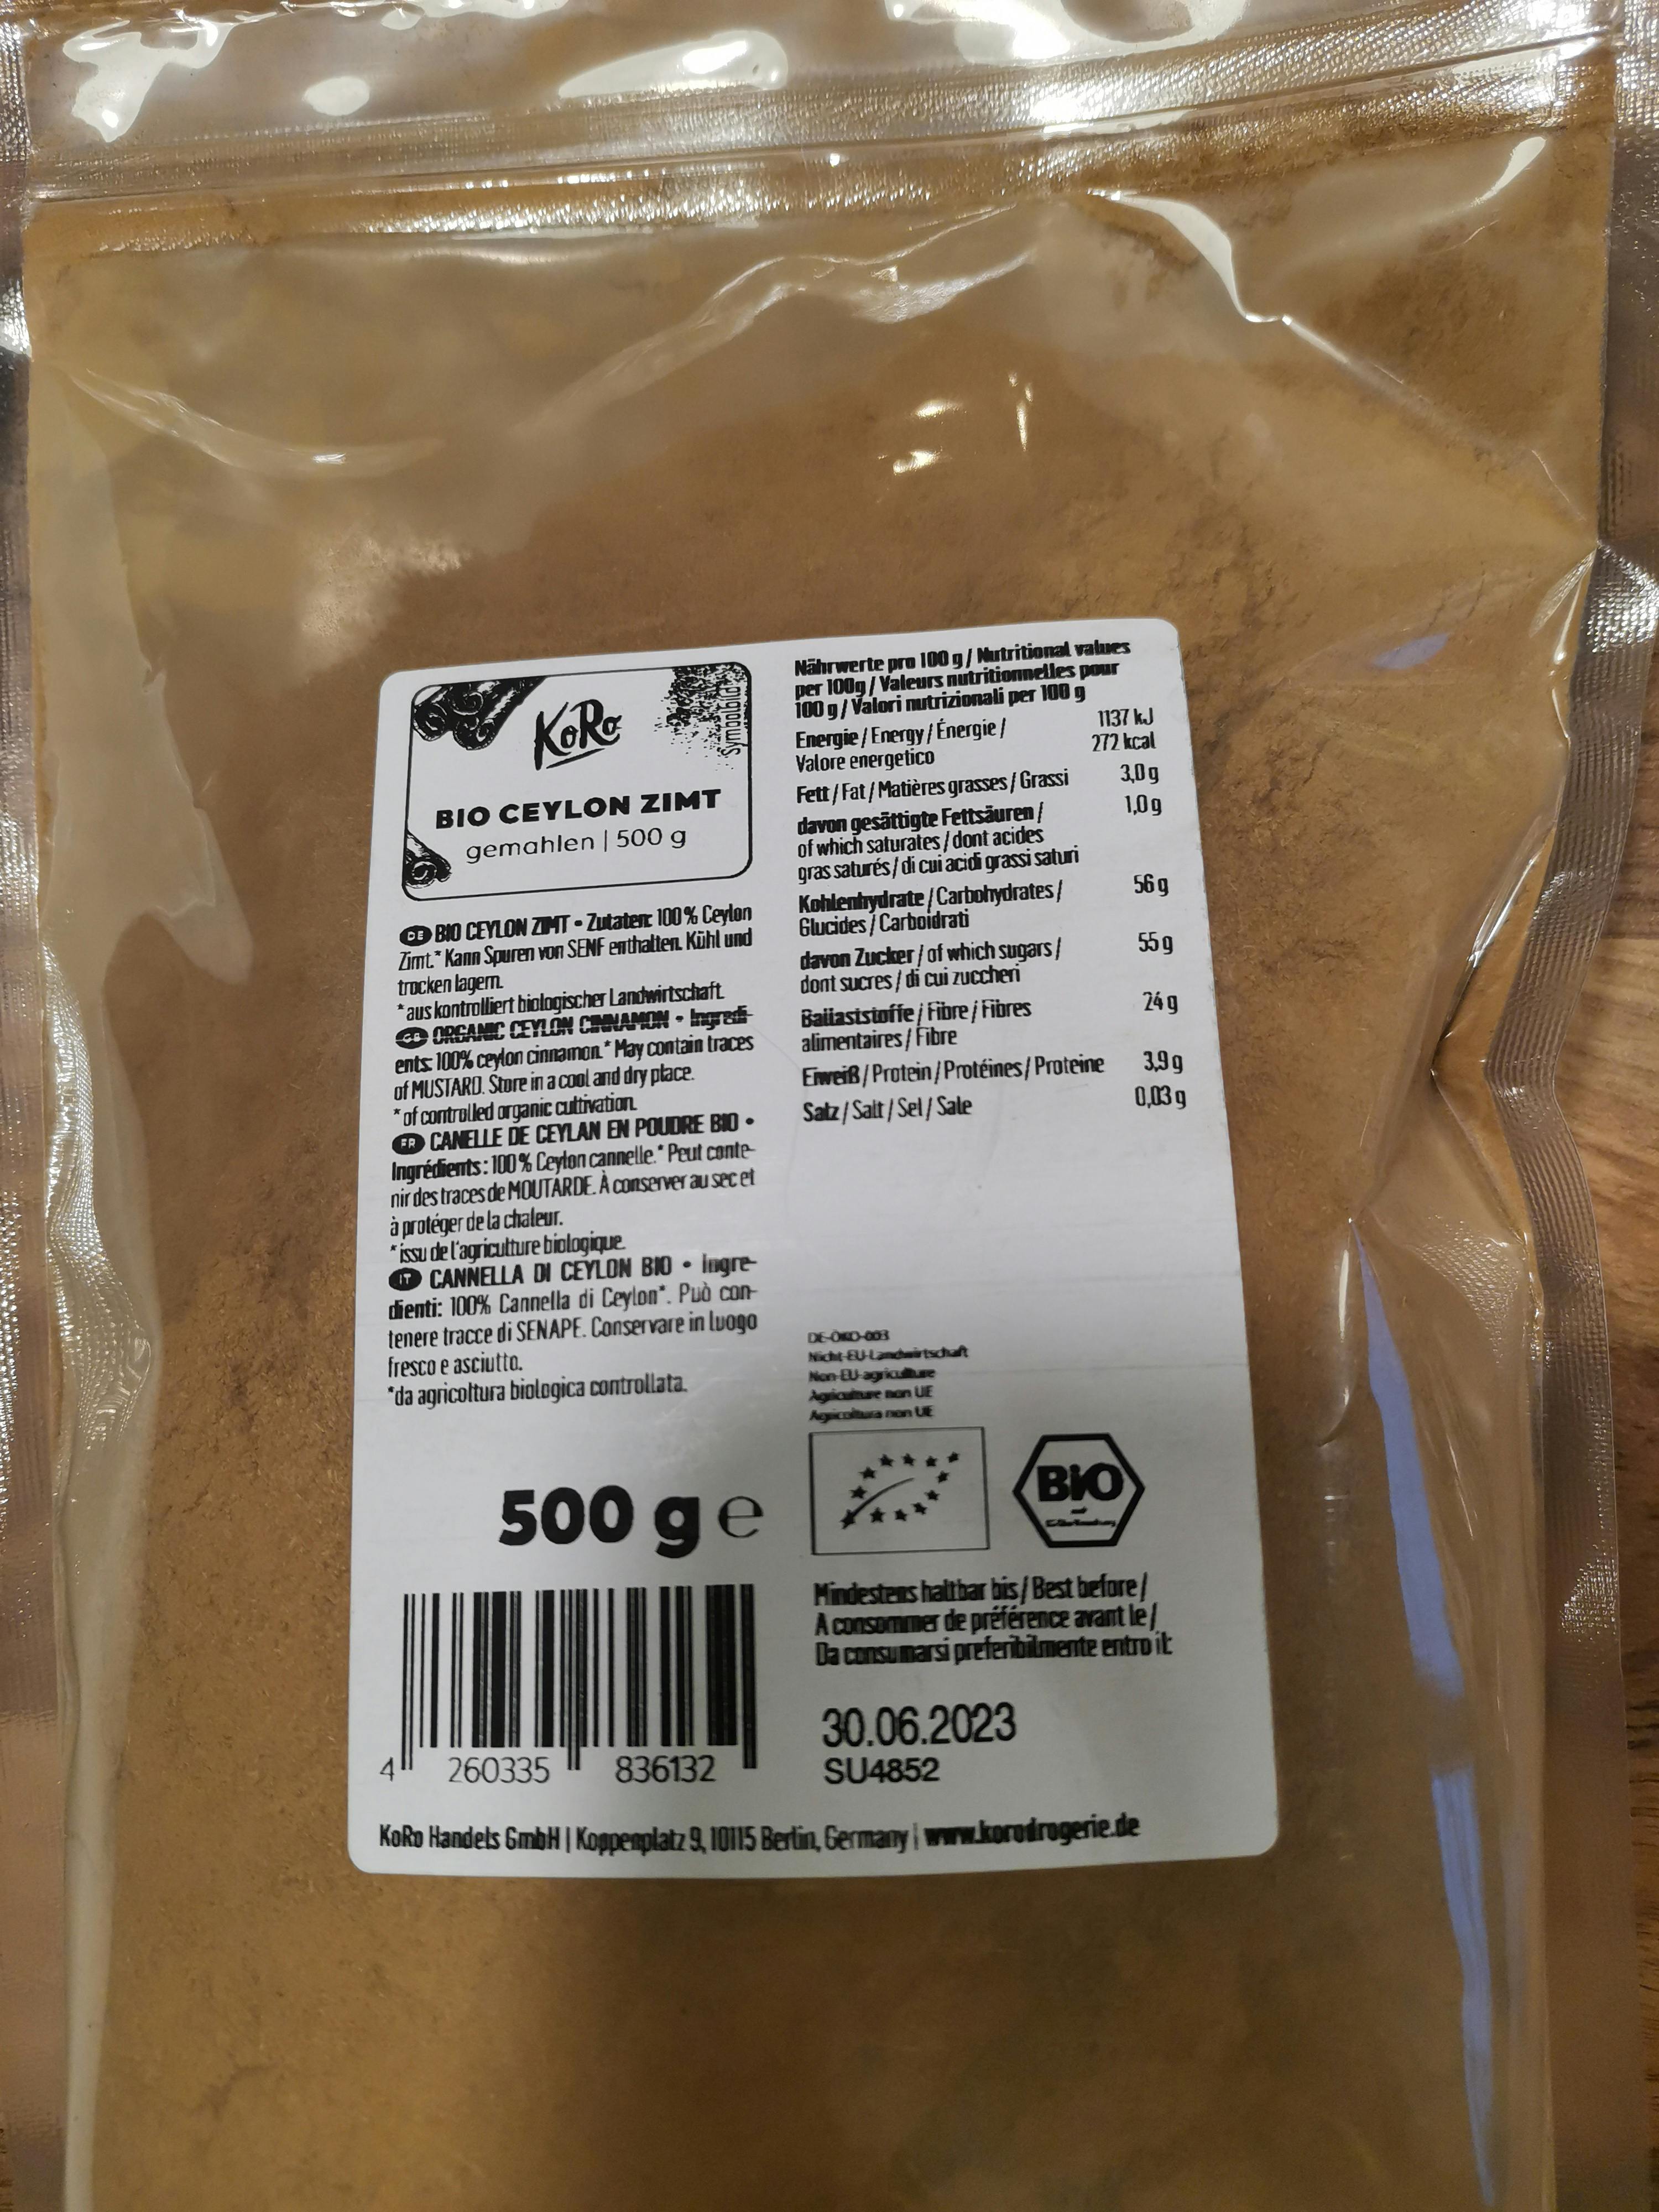 KoRo
Symbolbild
BIO CEYLON ZIMT
gemahlen | 500 g
DE BIO CEYLON ZIMT • Zutaten: 100 % Ceylon
Zimt.* Kann Spuren von SENF enthalten. Kühl und
trocken lagern.
*aus kontrolliert biologischer Landwirtschaft.
GB ORGANIC CEYLON CINNAMON • Ingredi-
ents: 100% ceylon cinnamon.* May contain traces
of MUSTARD. Store in a cool and dry place.
*of controlled organic cultivation.
FR CANELLE DE CEYLAN EN POUDRE BIO •
Ingrédients: 100 % Ceylon cannelle.* Peut conte-
nir des traces de MOUTARDE. À conserver au sec et
à protéger de la chaleur.
*issu de l'agriculture biologique.
IT CANNELLA DI CEYLON BIO • Ingre-
dienti: 100% Cannella di Ceylon*. Può con-
tenere tracce di SENAPE. Conservare in luogo
fresco e asciutto.
*da agricoltura biologica controllata.
500 g e
4 260335 836132
Nährwerte pro 100 g / Nutritional values
per 100g / Valeurs nutritionnelles pour
100 g / Valori nutrizionali per 100 g
Energie / Energy / Énergie / 1137 kJ
Valore energetico 272 kcal
Fett / Fat / Matières grasses / Grassi 3,0 g
davon gesättigte Fettsäuren / 1,0 g
of which saturates / dont acides
gras saturés / di cui acidi grassi saturi
Kohlenhydrate / Carbohydrates / 56 g
Glucides / Carboidrati
davon Zucker / of which sugars / 55 g
dont sucres / di cui zuccheri
Ballaststoffe / Fibre / Fibres 24 g
alimentaires / Fibre
Eiweiß / Protein / Protéines / Proteine 3,9 g
Salz / Salt / Sel / Sale 0,03 g
DE-ÖKO-003
Nicht-EU-Landwirtschaft
Non-EU-agriculture
Agriculture non UE
Agricoltura non UE
BiO
Mindestens haltbar bis / Best before /
A consommer de préférence avant le /
Da consumarsi preferibilmente entro il:
30.06.2023
SU4852
KoRo Handels GmbH | Koppenplatz 9, 10115 Berlin, Germany | www.korodrogerie.de